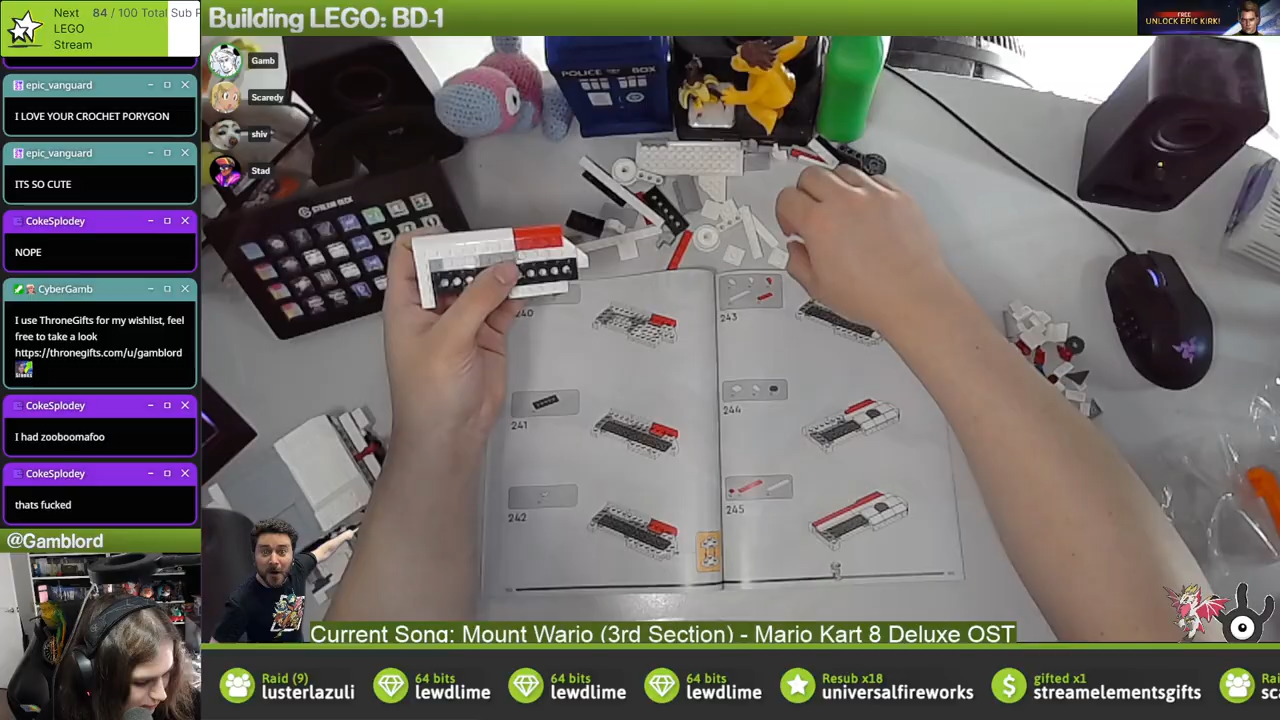 Next
LEGO
Stream
84 / 100 Total Sub
Building LEGO: BD-1
FREE
UNLOCK EPIC KIRK!
epic_vanguard
I LOVE YOUR CROCHET PORYGON
epic_vanguard
ITS SO CUTE
CokeSplodey
NOPE
CyberGamb
I use ThroneGifts for my wishlist, feel
free to take a look
https://thronegifts.com/u/gamblord
CokeSplodey
I had zooboomafoo
CokeSplodey
thats fucked
@Gamblord
Gamb
Scaredy
shiv
Stad
POLICE BOX
STREAM DECK
240
241
242
243
244
245
Current Song: Mount Wario (3rd Section) - Mario Kart 8 Deluxe OST
Raid (9)
lusterlazuli
64 bits
lewdlime
64 bits
lewdlime
64 bits
lewdlime
Resub x18
universalfireworks
gifted x1
streamelementsgifts